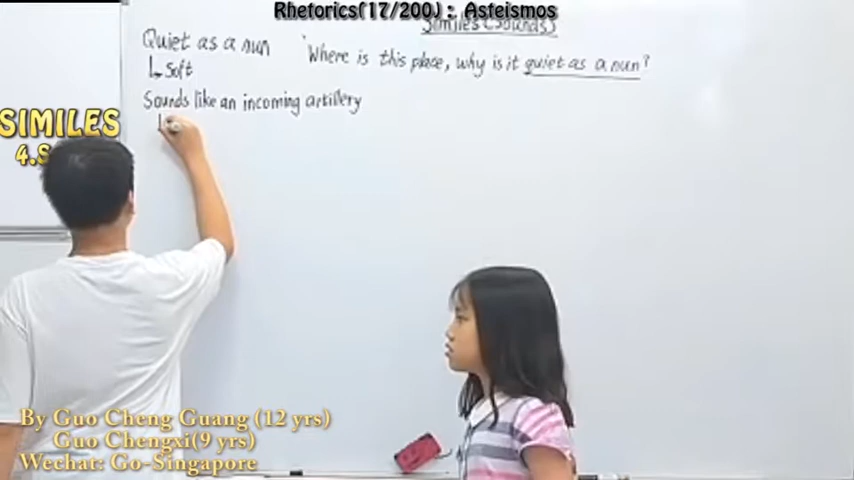 Rhetorics(17/200) : Asteismos
Similes (Sounds)
Quiet as a nun
Soft
"Where is this place, why is it quiet as a nun?
Sounds like an incoming artillery
SIMILES
4.S
By Guo Cheng Guang (12 yrs)
Guo Chengxi(9 yrs)
Wechat: Go-Singapore